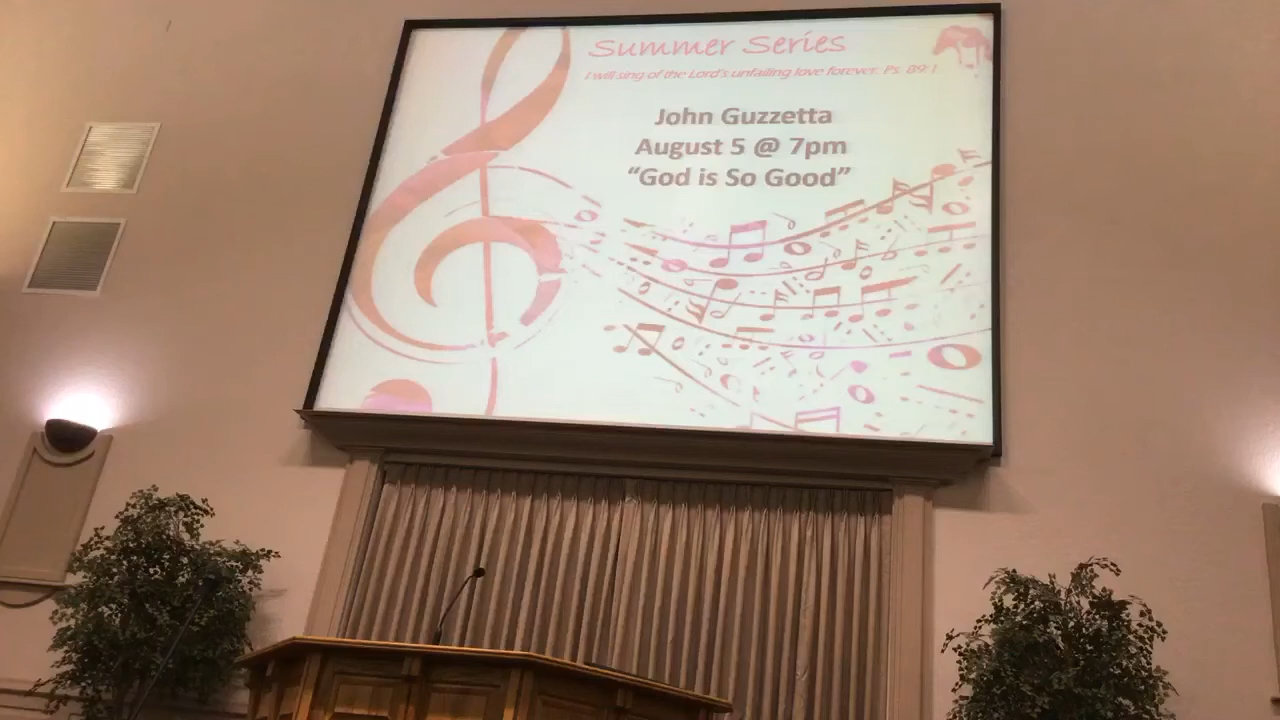 Summer Series
I will sing of the Lord's unfailing love forever. Ps. 89:1
John Guzzetta
August 5 @ 7pm
“God is So Good”